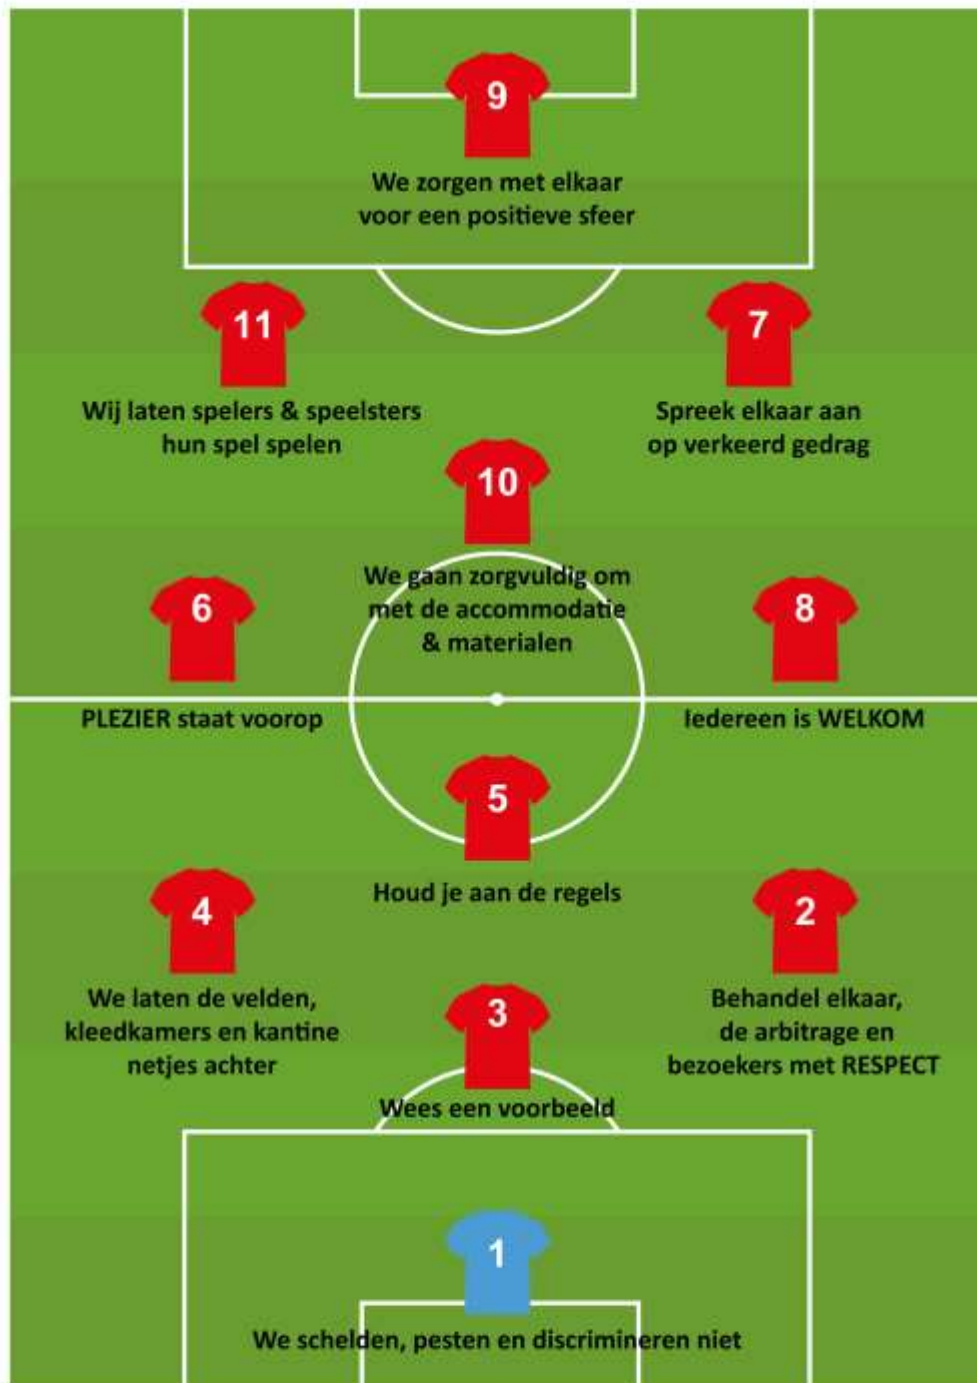 9
We zorgen met elkaar
voor een positieve sfeer
11
Wij laten spelers & speelsters
hun spel spelen
7
Spreek elkaar aan
op verkeerd gedrag
10
We gaan zorgvuldig om
met de accommodatie
& materialen
6
PLEZIER staat voorop
8
Iedereen is WELKOM
5
Houd je aan de regels
4
We laten de velden,
kleedkamers en kantine
netjes achter
2
Behandel elkaar,
de arbitrage en
bezoekers met RESPECT
3
Wees een voorbeeld
1
We schelden, pesten en discrimineren niet